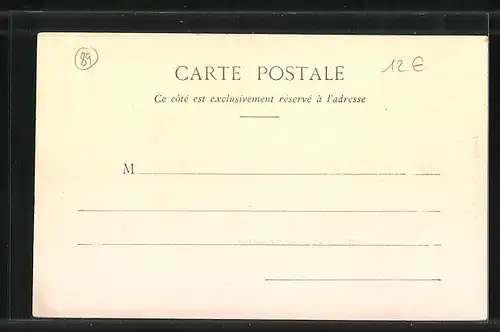 89
12 €
CARTE POSTALE
Ce côté est exclusivement réservé à l'adresse
M